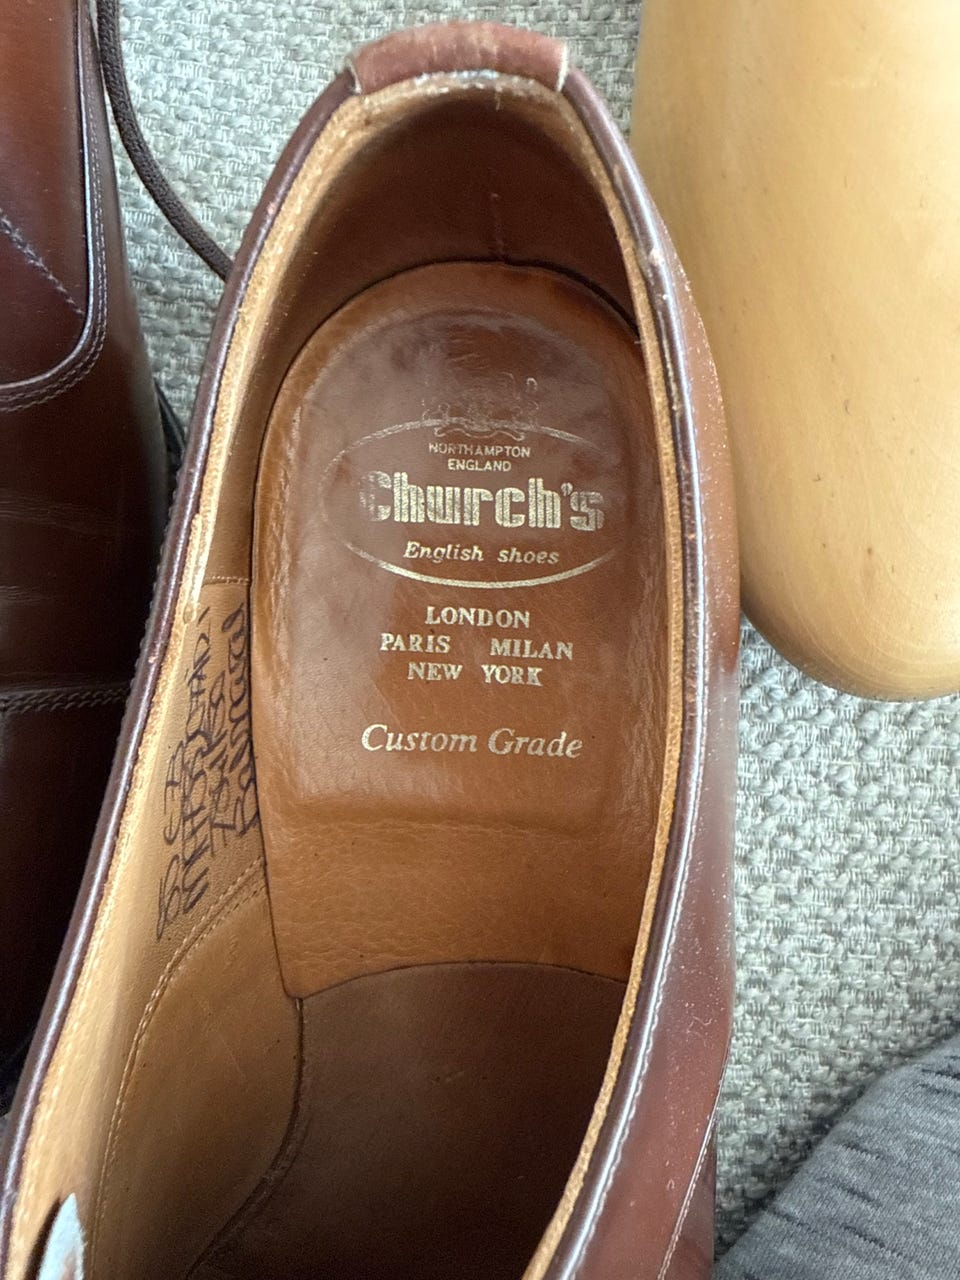 NORTHAMPTON
ENGLAND
Church's
English shoes
LONDON
PARIS MILAN
NEW YORK
Custom Grade